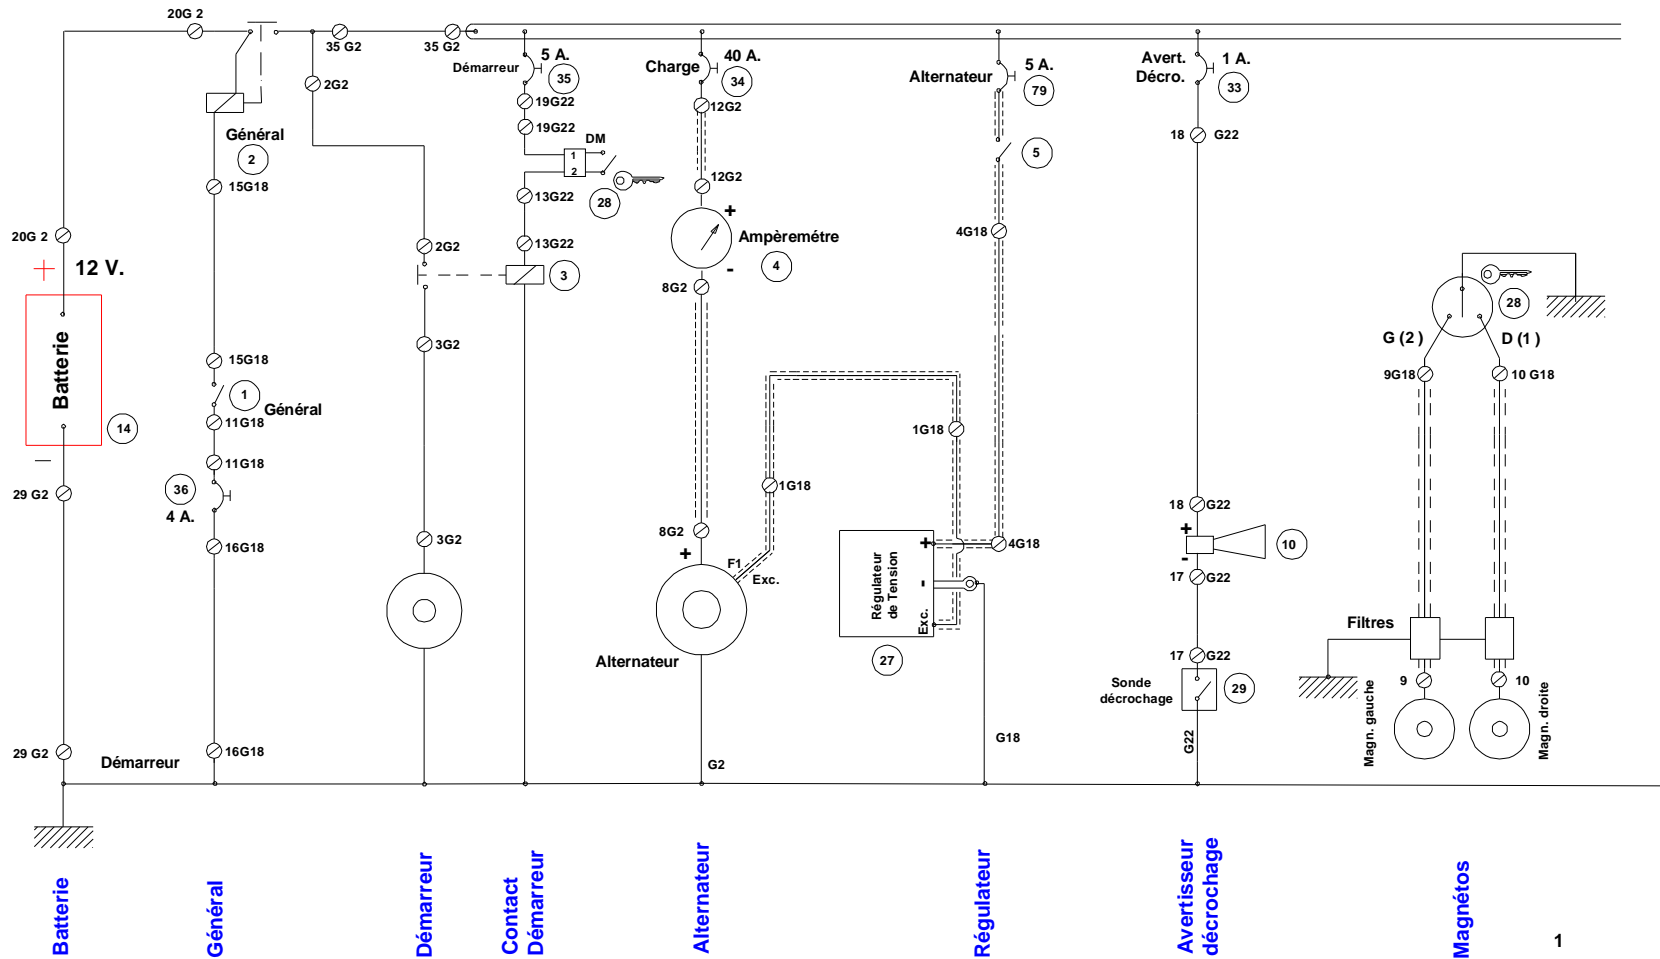 20G 2
35 G2
35 G2
2G2
Démarreur
5 A.
35
Charge
40 A.
34
Alternateur
5 A.
79
Avert.
Décro.
1 A.
33
19G22
19G22
12G2
18
G22
Général
2
DM
1
2
5
15G18
12G2
28
13G22
20G 2
2G2
13G22
+
Ampèremétre
-
4
4G18
+
12 V.
3
8G2
28
G (2 )
D (1 )
Batterie
14
3G2
15G18
1
Général
11G18
9G18
10 G18
1G18
—
11G18
29 G2
36
4 A.
1G18
18
G22
16G18
3G2
8G2
+
F1
Exc.
Régulateur
de Tension
+
-
Exc.
4G18
+
-
10
17
G22
Filtres
Alternateur
27
17
G22
Sonde
décrochage
29
9
10
Magn. gauche
Magn. droite
29 G2
Démarreur
16G18
G2
G18
G22
Batterie
Général
Démarreur
Contact
Démarreur
Alternateur
Régulateur
Avertisseur
décrochage
Magnétos
1